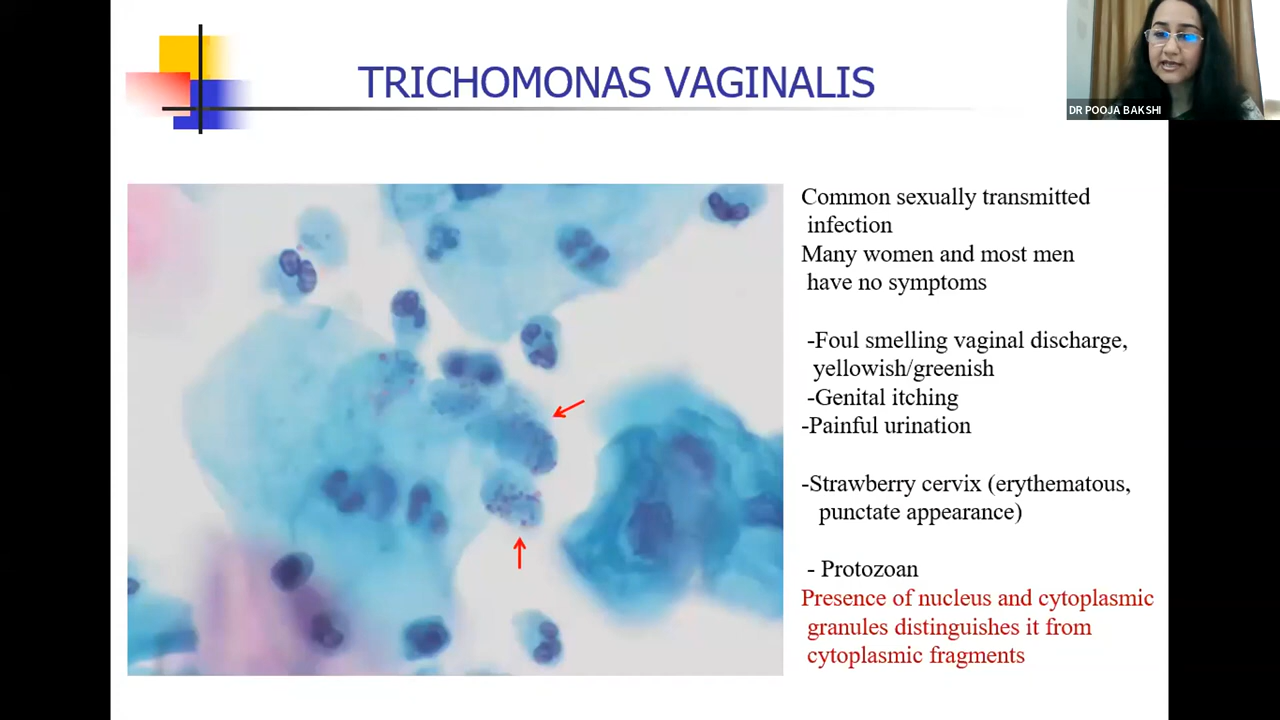 TRICHOMONAS VAGINALIS
DR POOJA BAKSHI
Common sexually transmitted
infection
Many women and most men
have no symptoms
-Foul smelling vaginal discharge,
yellowish/greenish
-Genital itching
-Painful urination
-Strawberry cervix (erythematous,
punctate appearance)
- Protozoan
Presence of nucleus and cytoplasmic
granules distinguishes it from
cytoplasmic fragments